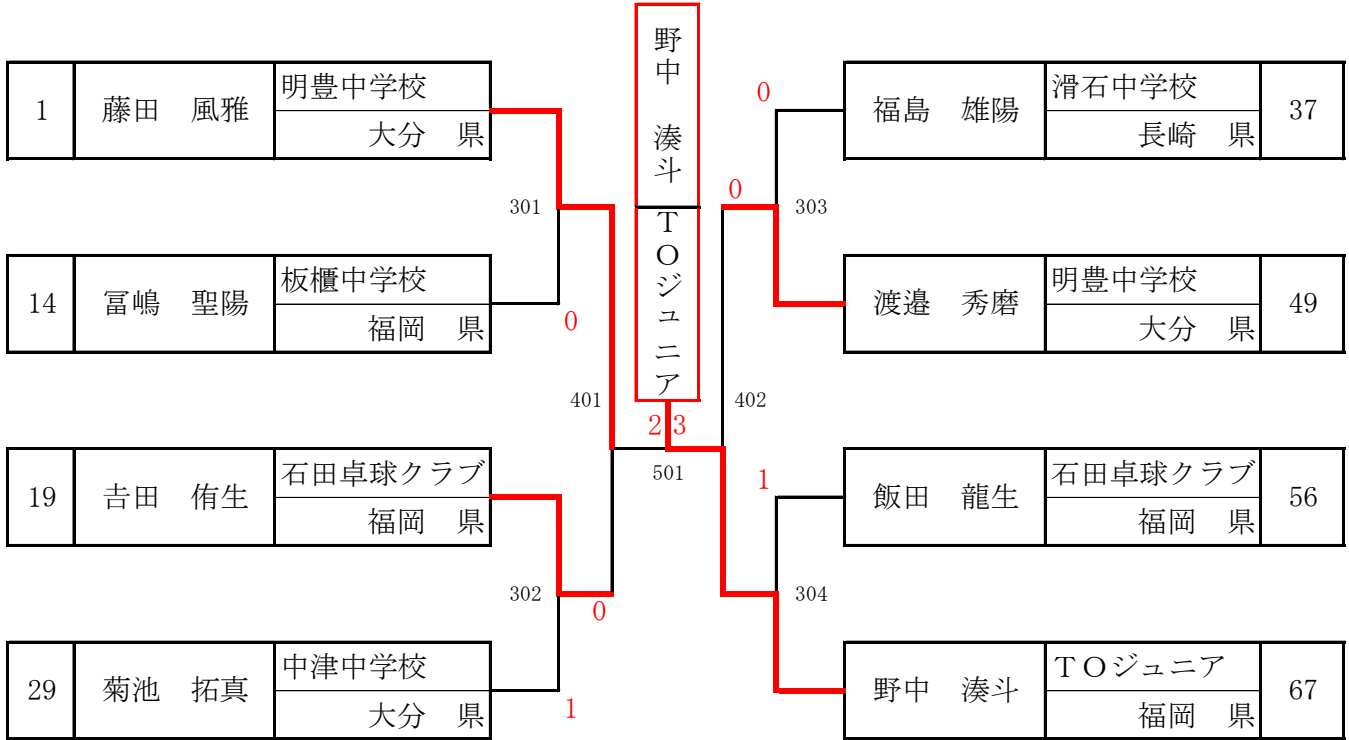 野中　湊斗
ＴＯジュニア
1
藤田　風雅
明豊中学校
大分　県
14
冨嶋　聖陽
板櫃中学校
福岡　県
19
𠮷田　侑生
石田卓球クラブ
福岡　県
29
菊池　拓真
中津中学校
大分　県
301
0
401
302
0
1
2 3
501
0
0
303
402
1
304
福島　雄陽
滑石中学校
長崎　県
37
渡邉　秀磨
明豊中学校
大分　県
49
飯田　龍生
石田卓球クラブ
福岡　県
56
野中　湊斗
ＴＯジュニア
福岡　県
67